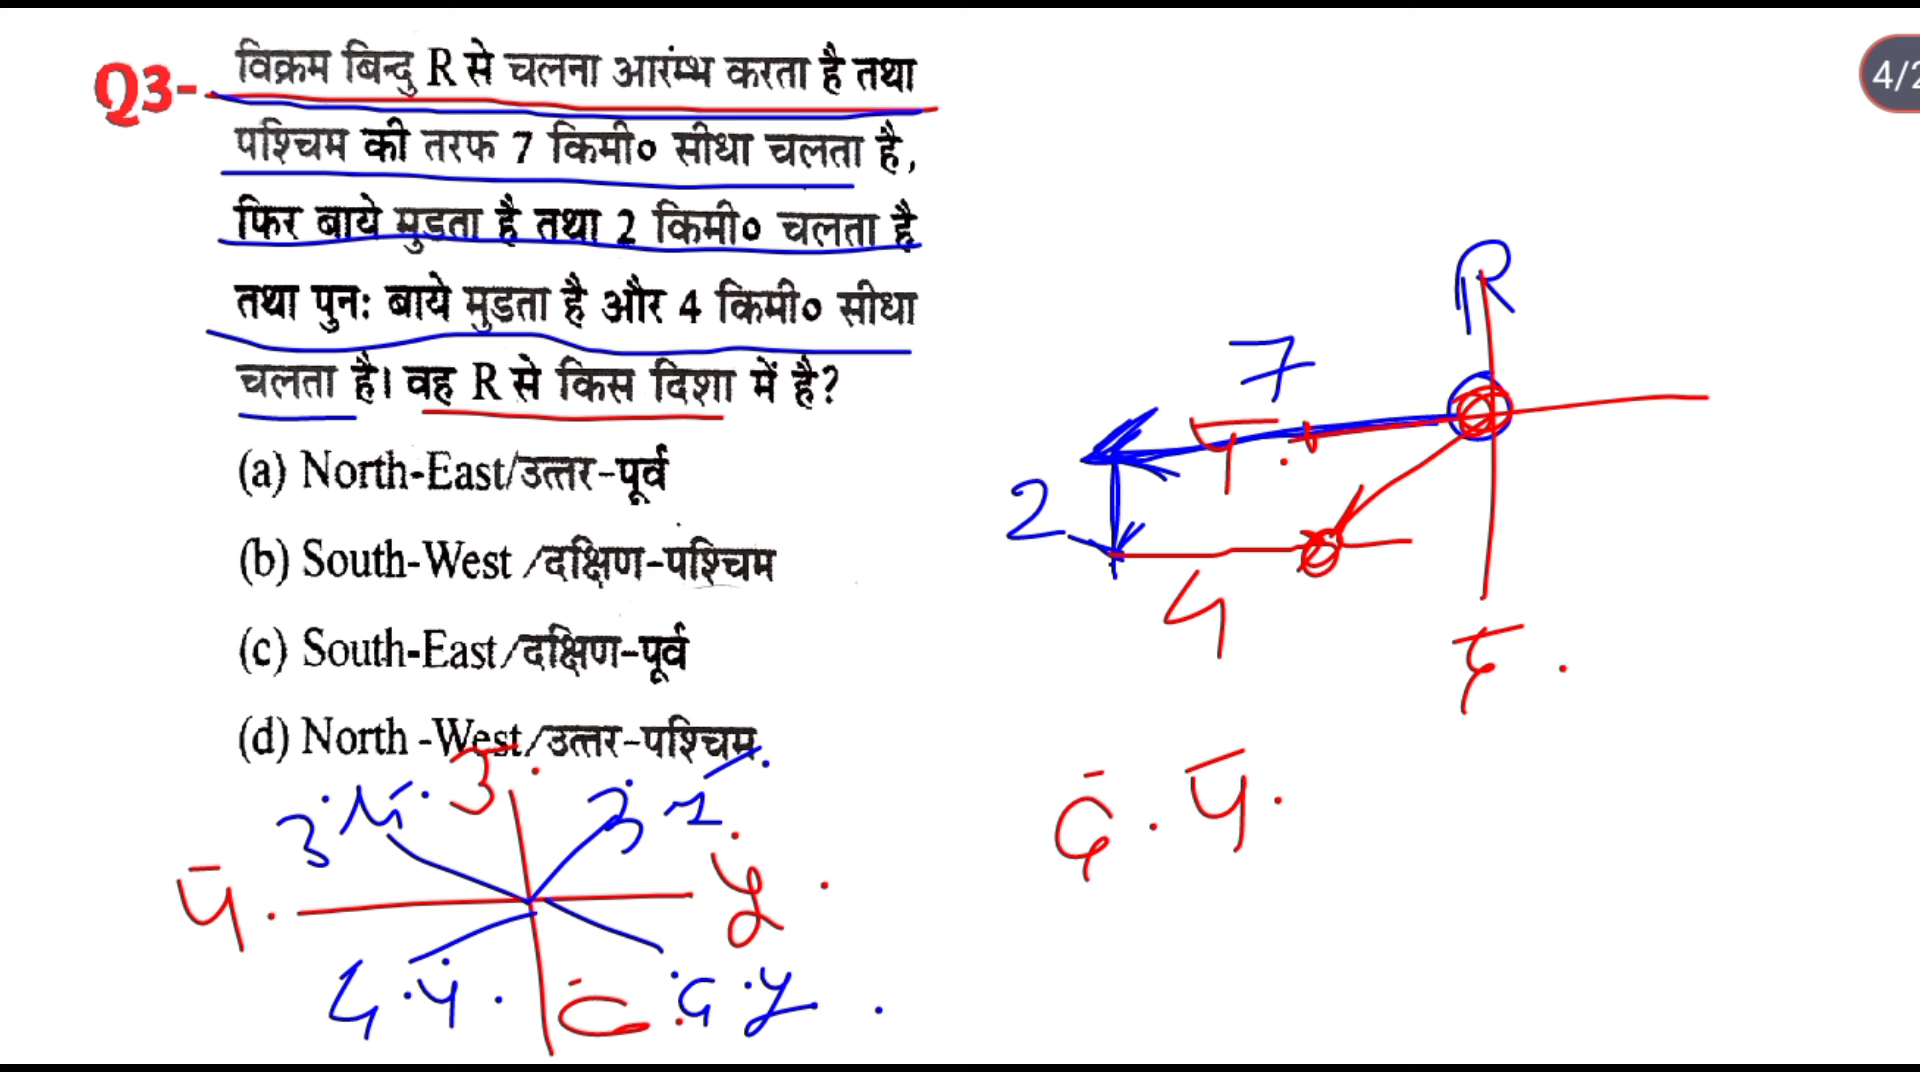 Q3-
विक्रम बिन्दु R से चलना आरंम्भ करता है तथा
पश्चिम की तरफ 7 किमी० सीधा चलता है,
फिर बाये मुडता है तथा 2 किमी० चलता है
तथा पुनः बाये मुडता है और 4 किमी० सीधा
चलता है। वह R से किस दिशा में है?
(a) North-East/उत्तर-पूर्व
(b) South-West /दक्षिण-पश्चिम
(c) South-East/दक्षिण-पूर्व
(d) North -West/उत्तर-पश्चिम
R
7
प.
2
4
द.
द. प.
उ.
प.
पू.
द.
द. प.
द. पू.